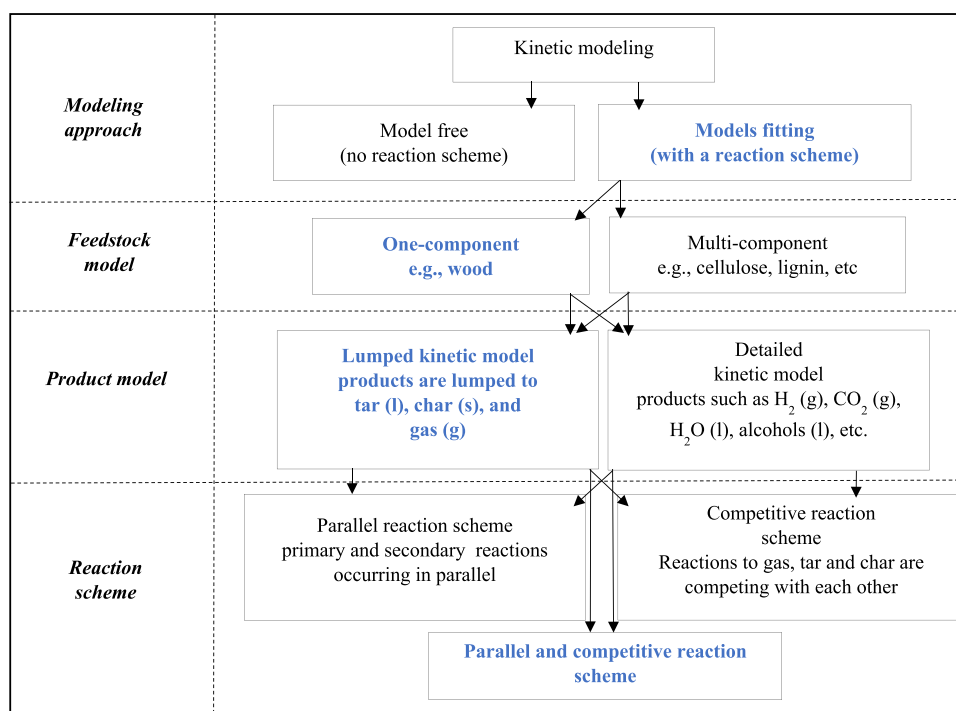 Kinetic modeling
Modeling
approach
Model free
(no reaction scheme)
Models fitting
(with a reaction scheme)
Feedstock
model
One-component
e.g., wood
Multi-component
e.g., cellulose, lignin, etc
Product model
Lumped kinetic model
products are lumped to
tar (l), char (s), and
gas (g)
Detailed
kinetic model
products such as H₂ (g), CO₂ (g),
H₂O (l), alcohols (l), etc.
Reaction
scheme
Parallel reaction scheme
primary and secondary reactions
occurring in parallel
Competitive reaction
scheme
Reactions to gas, tar and char are
competing with each other
Parallel and competitive reaction
scheme